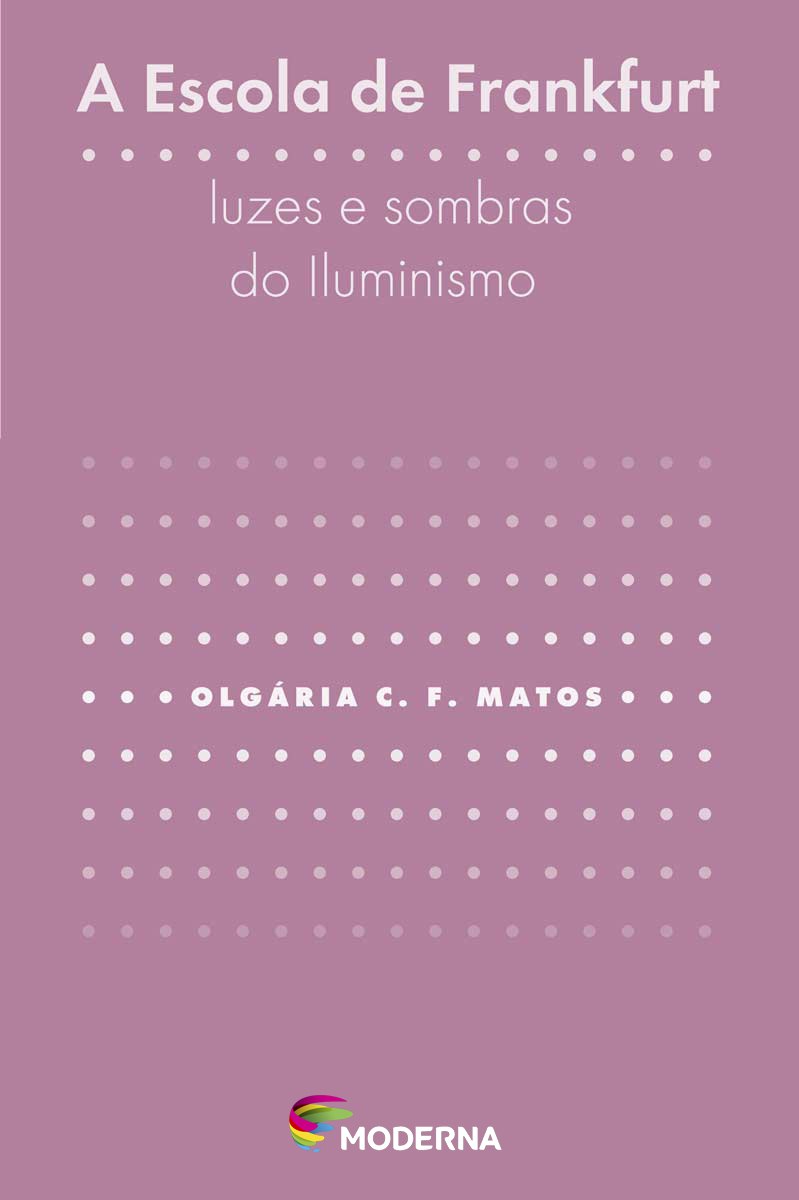 A Escola de Frankfurt
luzes e sombras
do Iluminismo
OLGÁRIA C. F. MATOS
MODERNA